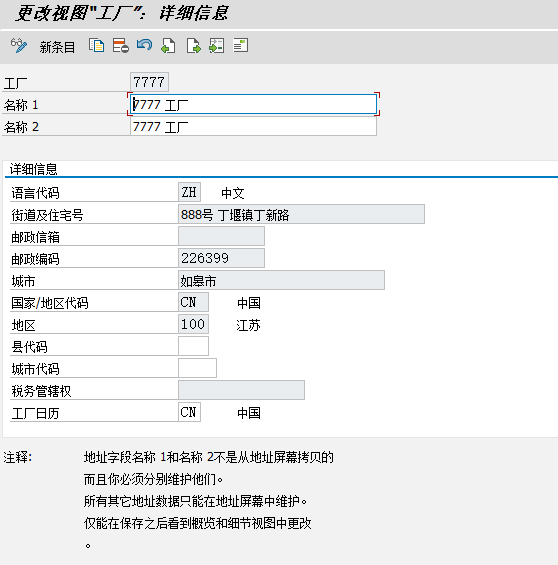 更改视图"工厂": 详细信息
新条目
工厂 7777
名称 1 7777 工厂
名称 2 7777 工厂
详细信息
语言代码 ZH 中文
街道及住宅号 888号 丁堰镇丁新路
邮政信箱
邮政编码 226399
城市 如皋市
国家/地区代码 CN 中国
地区 100 江苏
县代码
城市代码
税务管辖权
工厂日历 CN 中国
注释: 地址字段名称 1和名称 2不是从地址屏幕拷贝的
而且你必须分别维护他们。
所有其它地址数据只能在地址屏幕中维护。
仅能在保存之后看到概览和细节视图中更改
。